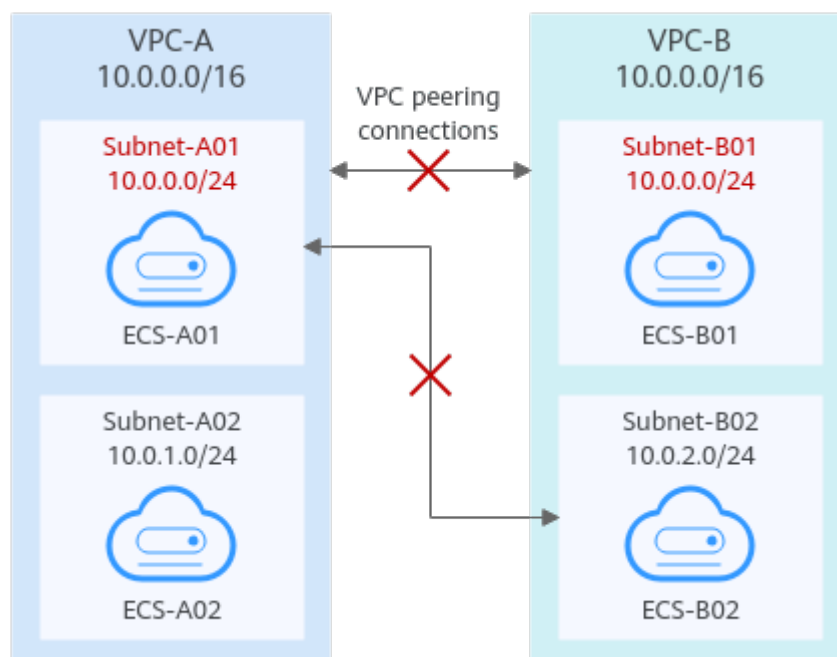 VPC-A
10.0.0.0/16
Subnet-A01
10.0.0.0/24
ECS-A01
Subnet-A02
10.0.1.0/24
ECS-A02
VPC peering
connections
VPC-B
10.0.0.0/16
Subnet-B01
10.0.0.0/24
ECS-B01
Subnet-B02
10.0.2.0/24
ECS-B02